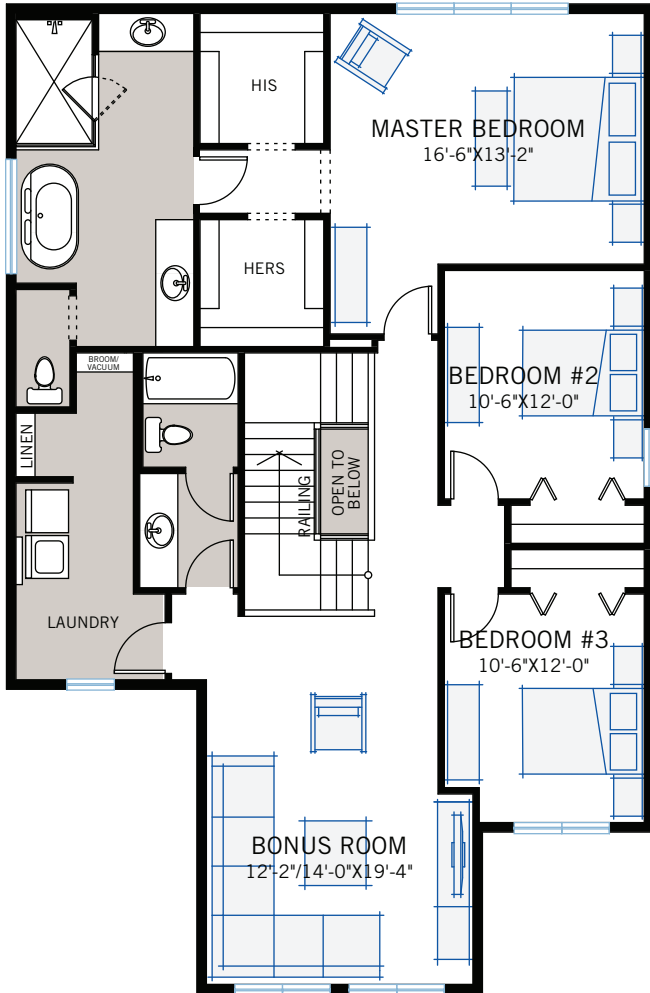 HIS
MASTER BEDROOM
16'-6"X13'-2"
HERS
BROOM/
VACUUM
BEDROOM #2
10'-6"X12'-0"
LINEN
RAILING
OPEN TO
BELOW
LAUNDRY
BEDROOM #3
10'-6"X12'-0"
BONUS ROOM
12'-2"/14'-0"X19'-4"